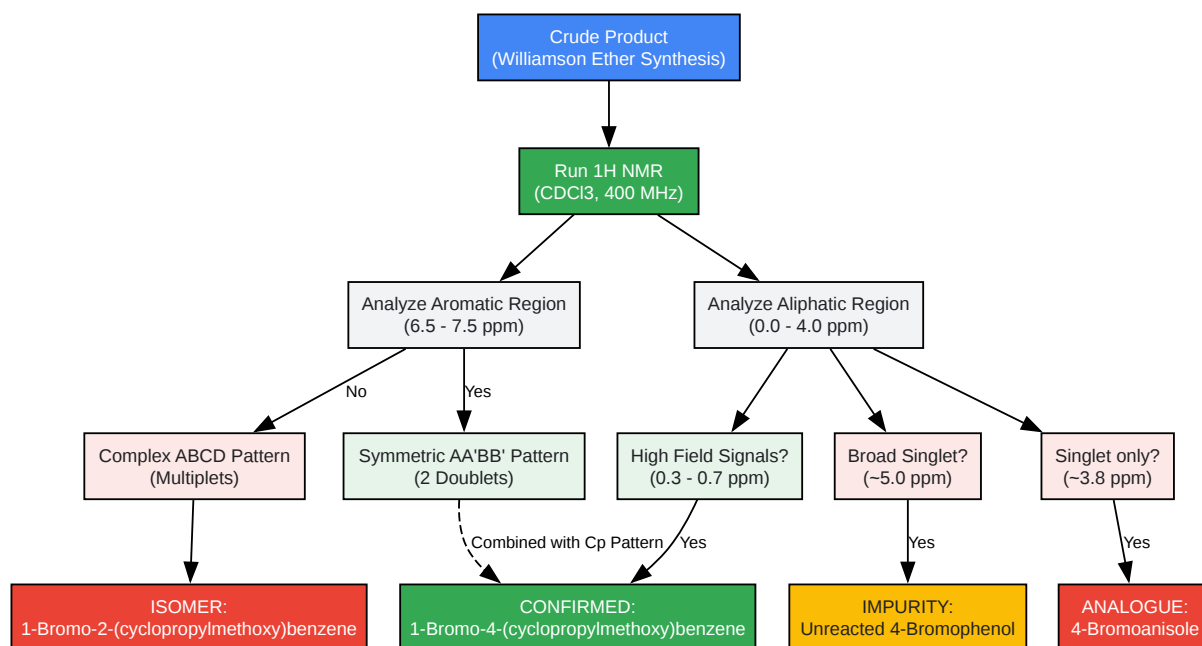 Crude Product
(Williamson Ether Synthesis)
Run 1H NMR
(CDCl3, 400 MHz)
Analyze Aromatic Region
(6.5 - 7.5 ppm)
Analyze Aliphatic Region
(0.0 - 4.0 ppm)
No
Yes
Complex ABCD Pattern
(Multiplets)
Symmetric AA'BB' Pattern
(2 Doublets)
High Field Signals?
(0.3 - 0.7 ppm)
Broad Singlet?
(~5.0 ppm)
Singlet only?
(~3.8 ppm)
Combined with Cp Pattern
Yes
Yes
Yes
ISOMER:
1-Bromo-2-(cyclopropylmethoxy)benzene
CONFIRMED:
1-Bromo-4-(cyclopropylmethoxy)benzene
IMPURITY:
Unreacted 4-Bromophenol
ANALOGUE:
4-Bromoanisole